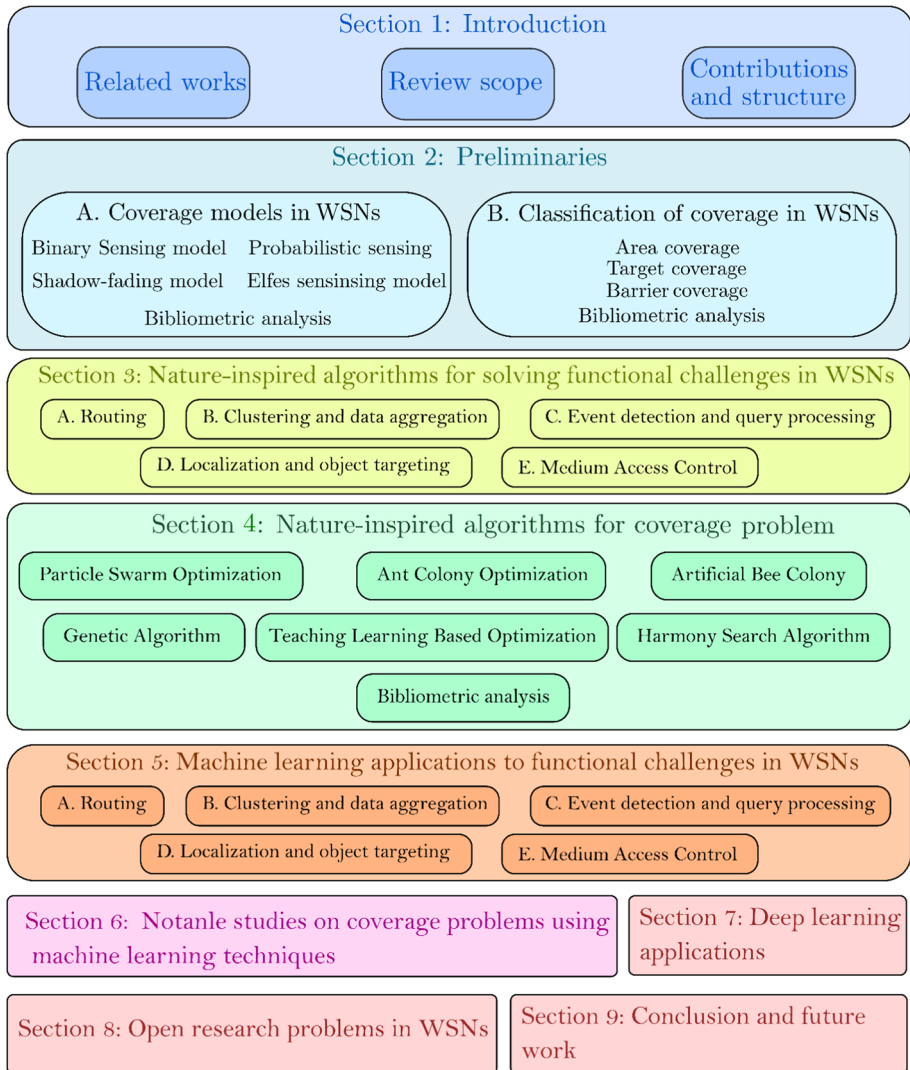 Section 1: Introduction
Related works
Review scope
Contributions
and structure
Section 2: Preliminaries
A. Coverage models in WSNs
Binary Sensing model
Probabilistic sensing
Shadow-fading model
Elfes sensinsing model
Bibliometric analysis
B. Classification of coverage in WSNs
Area coverage
Target coverage
Barrier coverage
Bibliometric analysis
Section 3: Nature-inspired algorithms for solving functional challenges in WSNs
A. Routing
B. Clustering and data aggregation
C. Event detection and query processing
D. Localization and object targeting
E. Medium Access Control
Section 4: Nature-inspired algorithms for coverage problem
Particle Swarm Optimization
Ant Colony Optimization
Artificial Bee Colony
Genetic Algorithm
Teaching Learning Based Optimization
Harmony Search Algorithm
Bibliometric analysis
Section 5: Machine learning applications to functional challenges in WSNs
A. Routing
B. Clustering and data aggregation
C. Event detection and query processing
D. Localization and object targeting
E. Medium Access Control
Section 6: Notanle studies on coverage problems using
machine learning techniques
Section 7: Deep learning
applications
Section 8: Open research problems in WSNs
Section 9: Conclusion and future
work